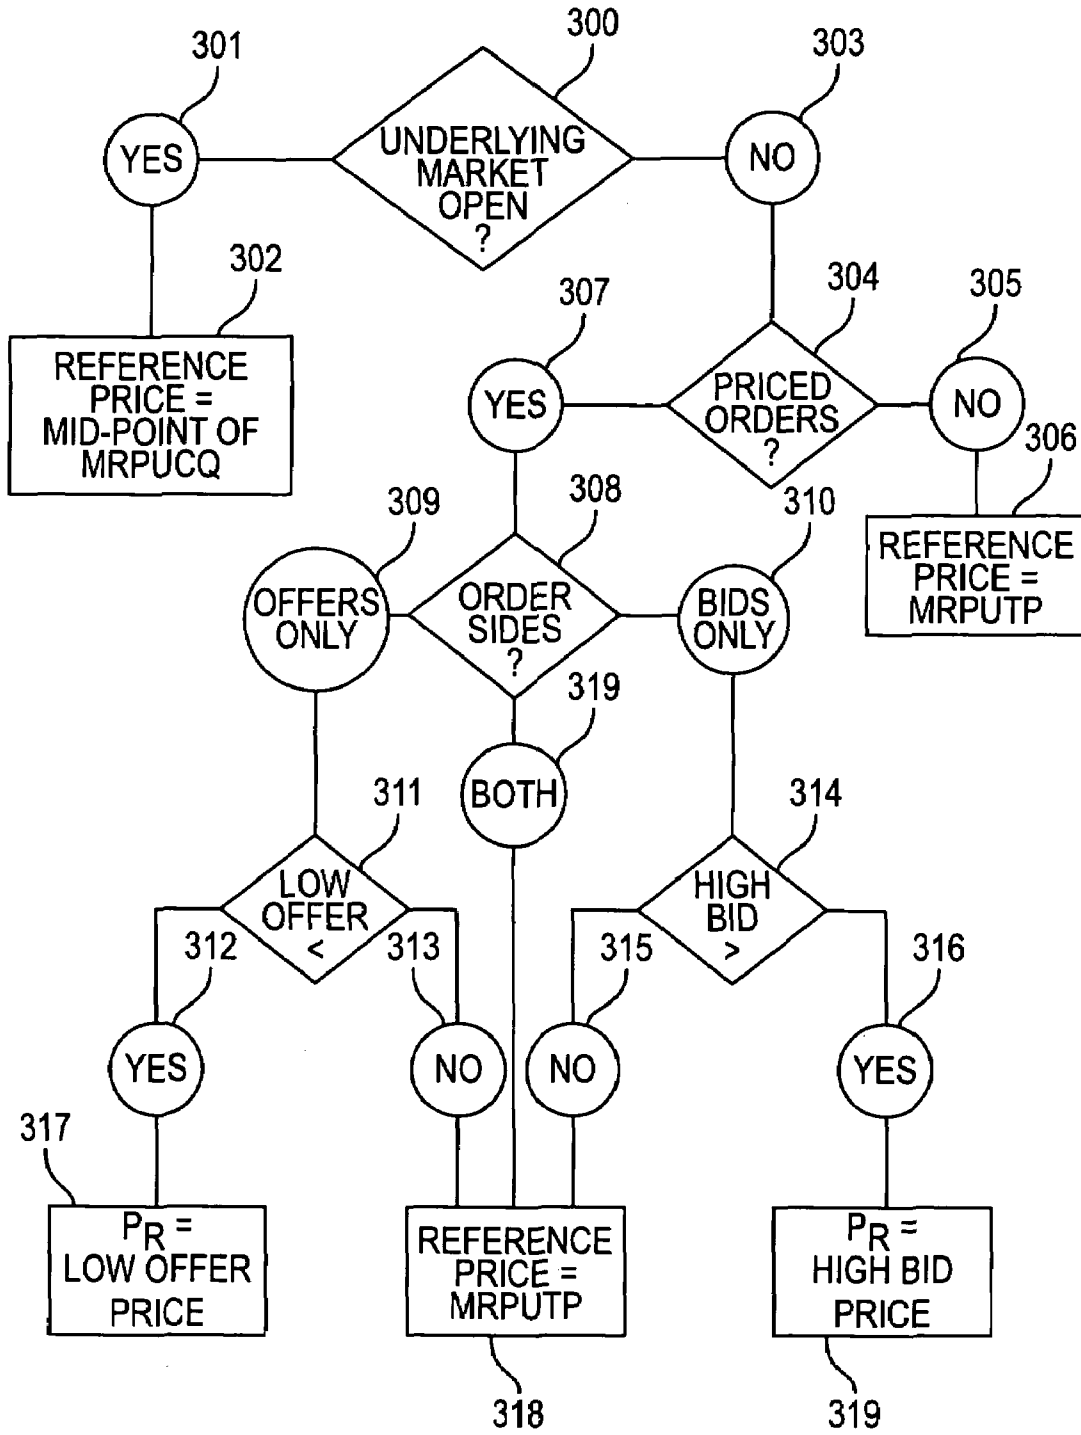 300
301
303
YES
UNDERLYING
MARKET
OPEN
?
NO
302
307
304
305
REFERENCE
PRICE =
MID-POINT OF
MRPUCQ
YES
PRICED
ORDERS
?
NO
306
309
308
310
REFERENCE
PRICE =
MRPUTP
OFFERS
ONLY
ORDER
SIDES
?
BIDS
ONLY
319
BOTH
311
314
LOW
OFFER
<
HIGH
BID
>
312
313
315
316
YES
NO
NO
YES
317
PR =
LOW OFFER
PRICE
REFERENCE
PRICE =
MRPUTP
PR =
HIGH BID
PRICE
318
319